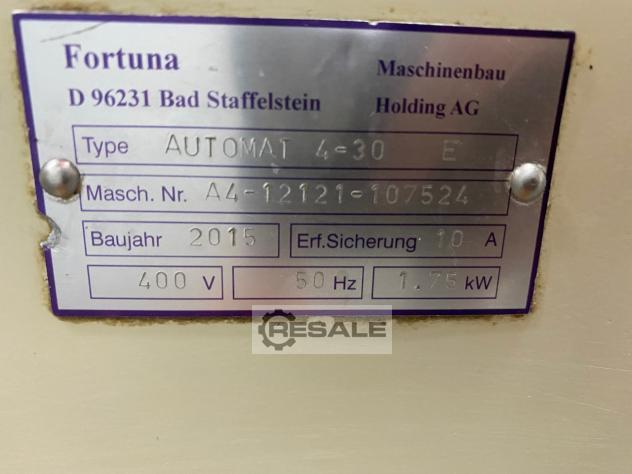 Fortuna Maschinenbau
D 96231 Bad Staffelstein Holding AG
Type AUTOMAT 4-30 E
Masch. Nr. A4-12121-107524
Baujahr 2015 Erf.Sicherung 10 A
400 V 50 Hz 1.75 kW
RESALE